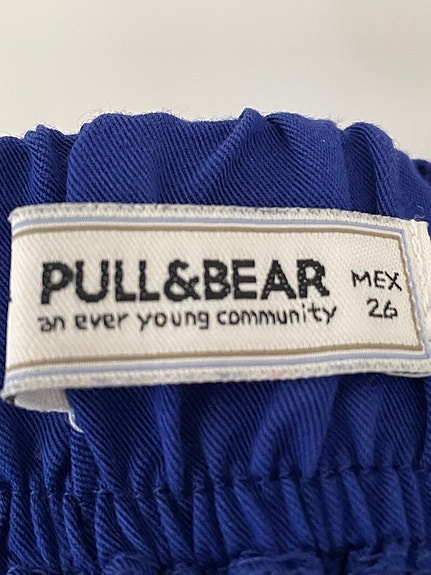 PULL&BEAR MEX
an ever young community 26